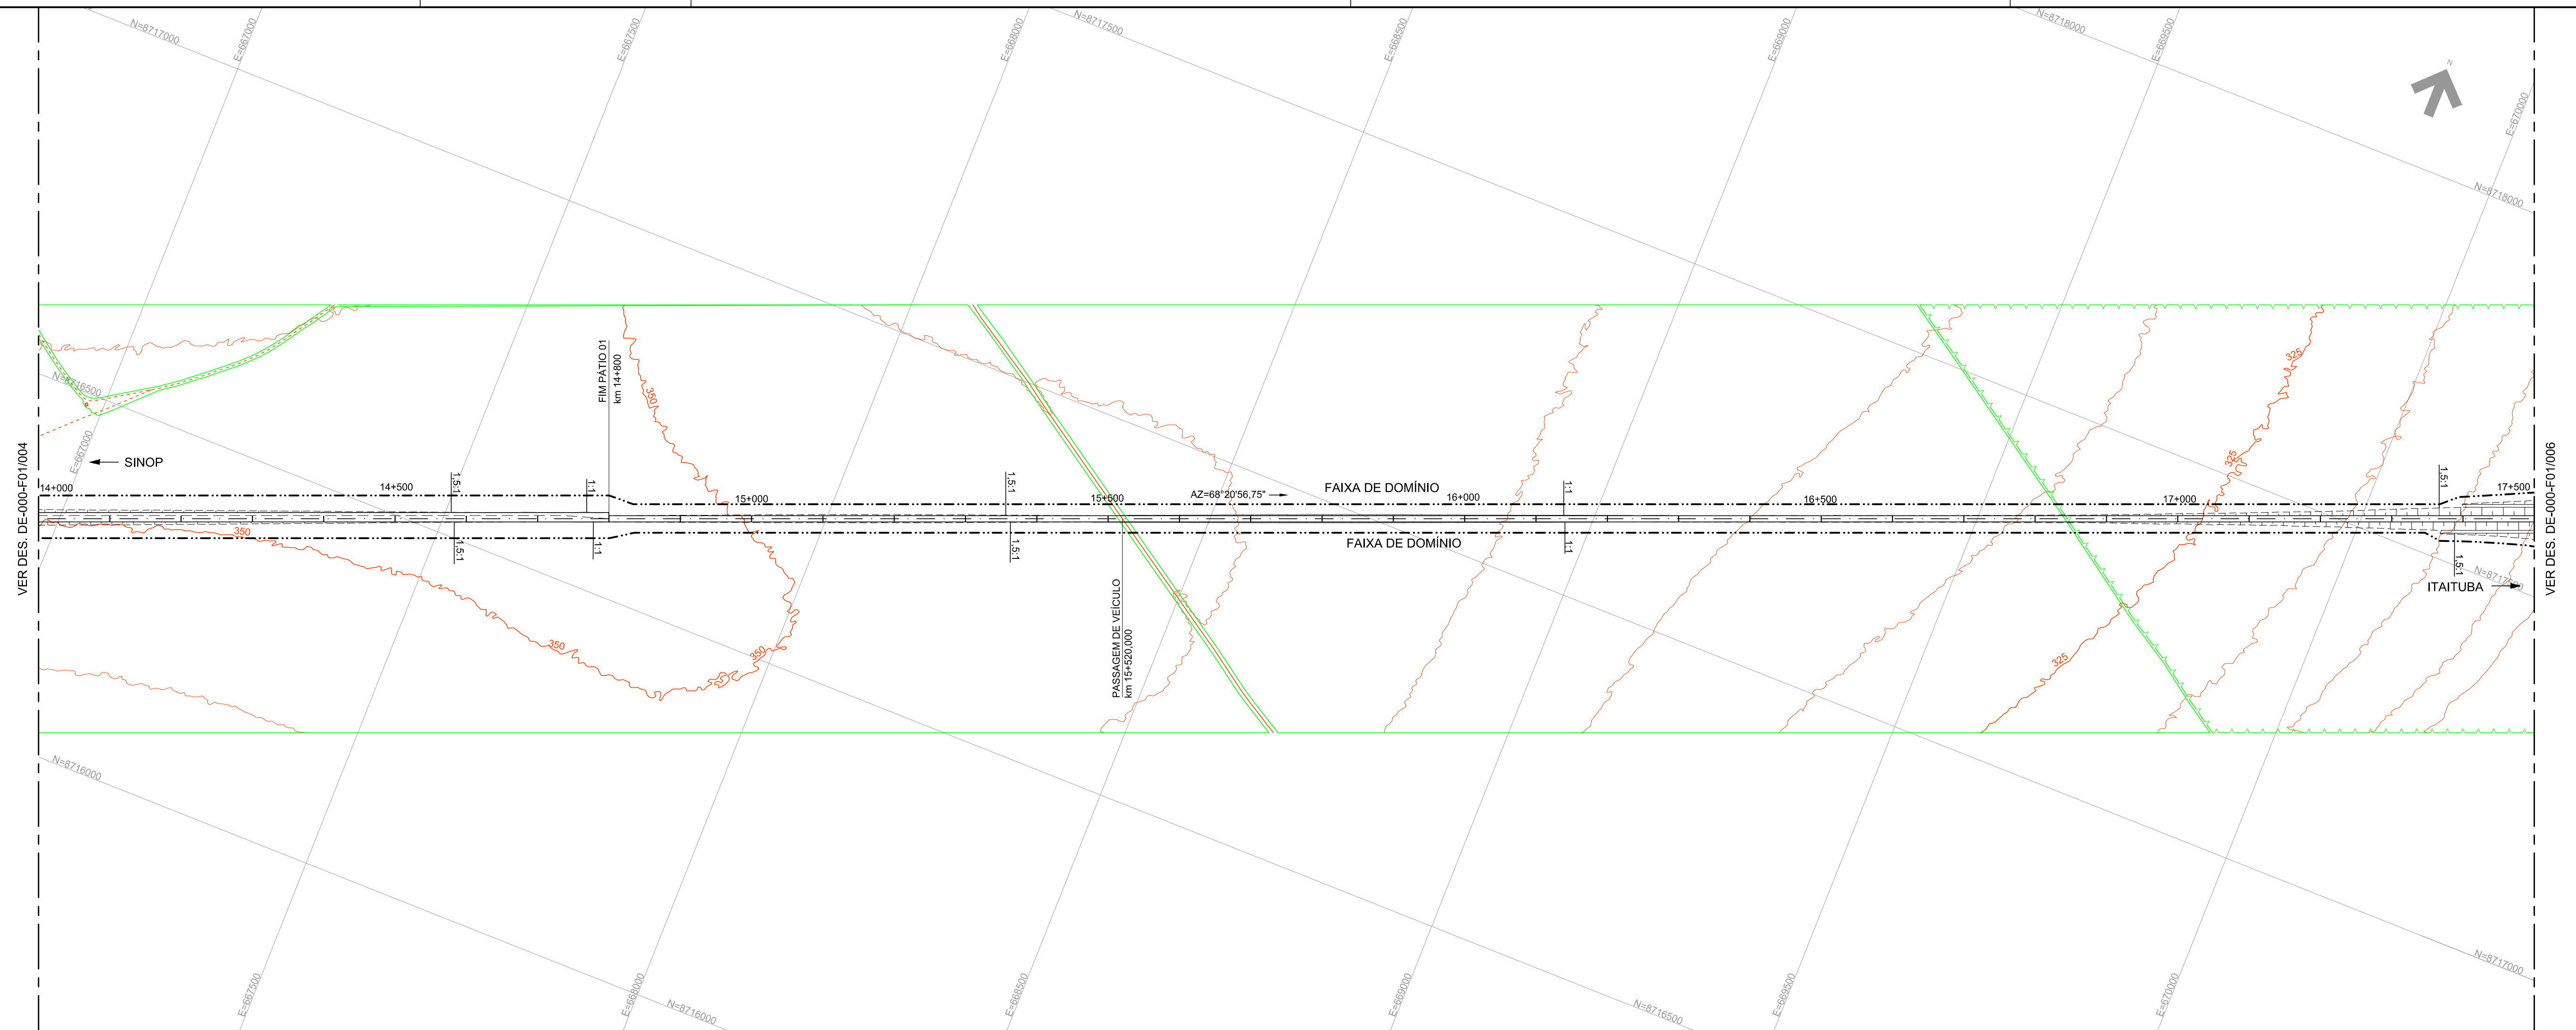 N=8717000
E=667000
E=667500
E=668000
N=8717500
E=668500
E=669000
N=8718000
E=669500
N
E=670000
N=8718000
N=8716500
E=667000
FIM PÁTIO 01
km 14+800
350
325
325
VER DES. DE-000-F01/004
SINOP
14+000
14+500
1,5:1
1:1
15+000
1,5:1
15+500
AZ=68°20'56,75"
FAIXA DE DOMÍNIO
16+000
1:1
16+500
17+000
1,5:1
17+500
VER DES. DE-000-F01/006
350
1,5:1
1:1
1,5:1
FAIXA DE DOMÍNIO
1:1
1,5:1
N=8717500
ITAITUBA
PASSAGEM DE VEÍCULO
km 15+520,000
350
350
325
N=8716000
E=667500
E=668000
N=8716000
E=668500
E=669000
N=8716500
E=669500
E=670000
N=8717000